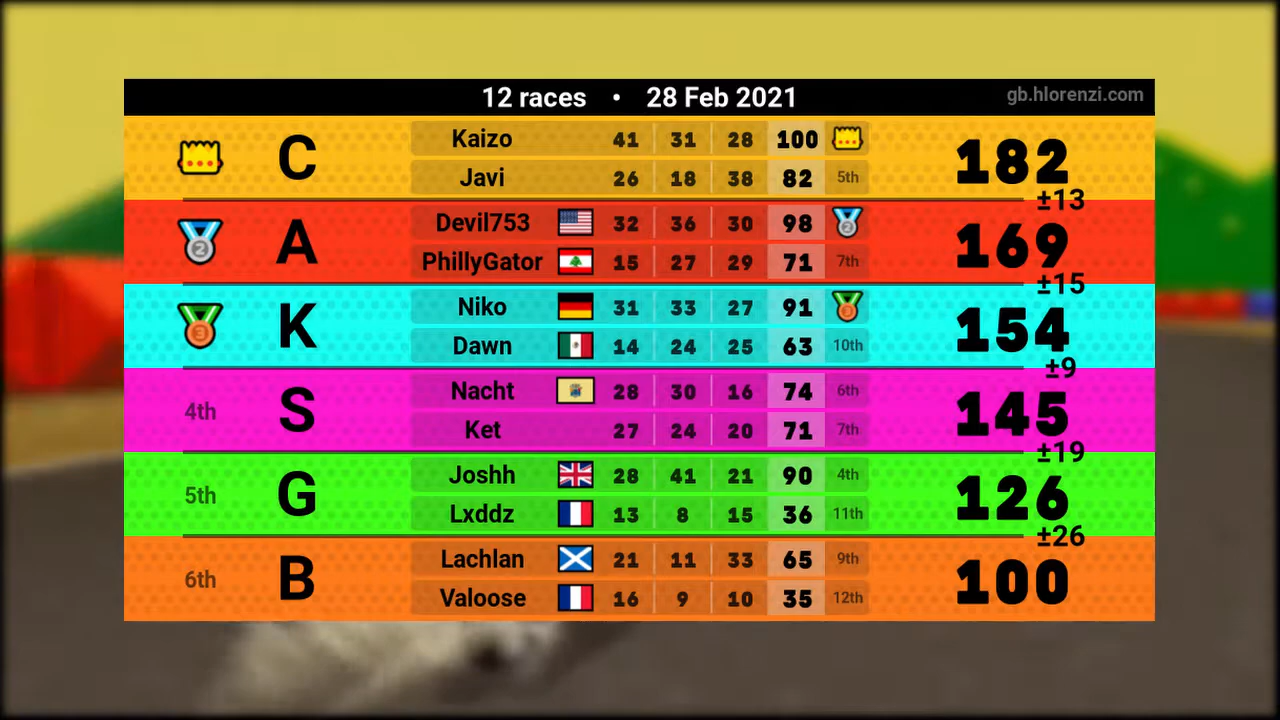 12 races • 28 Feb 2021
gb.hlorenzi.com
C
Kaizo 41 31 28 100
Javi 26 18 38 82 5th
182
±13
2 A
Devil753 32 36 30 98 2
PhillyGator 15 27 29 71 7th
169
±15
3 K
Niko 31 33 27 91 3
Dawn 14 24 25 63 10th
154
±9
4th S
Nacht 28 30 16 74 6th
Ket 27 24 20 71 7th
145
±19
5th G
Joshh 28 41 21 90 4th
Lxddz 13 8 15 36 11th
126
±26
6th B
Lachlan 21 11 33 65 9th
Valoose 16 9 10 35 12th
100